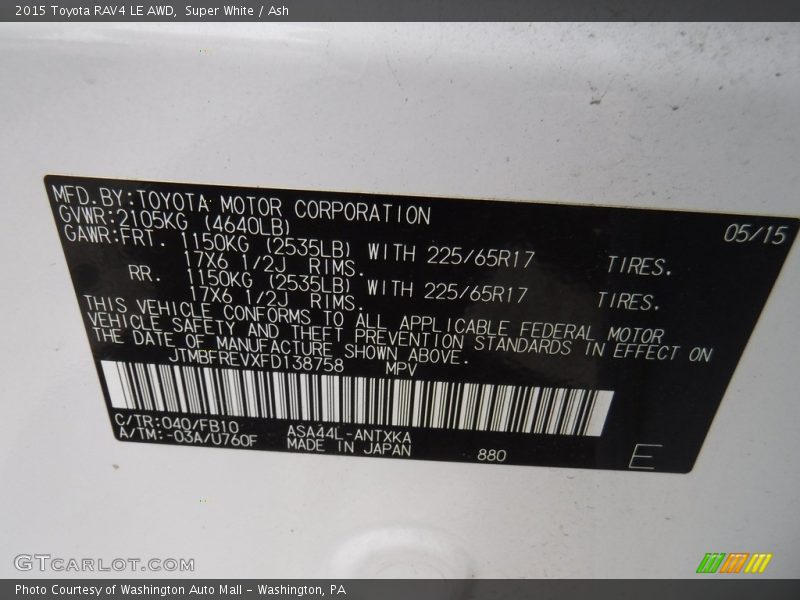 2015 Toyota RAV4 LE AWD, Super White / Ash
MFD.BY:TOYOTA MOTOR CORPORATION 05/15
GVWR:2105KG (4640LB)
GAWR:FRT. 1150KG (2535LB) WITH 225/65R17 TIRES.
17X6 1/2J RIMS.
RR. 1150KG (2535LB) WITH 225/65R17 TIRES.
17X6 1/2J RIMS.
THIS VEHICLE CONFORMS TO ALL APPLICABLE FEDERAL MOTOR
VEHICLE SAFETY AND THEFT PREVENTION STANDARDS IN EFFECT ON
THE DATE OF MANUFACTURE SHOWN ABOVE.
JTMBFREVXFD138758 MPV
C/TR:040/FB10 ASA44L-ANTXKA
A/TM:-03A/U760F MADE IN JAPAN 880 E
GTCARLOT.COM
Photo Courtesy of Washington Auto Mall - Washington, PA